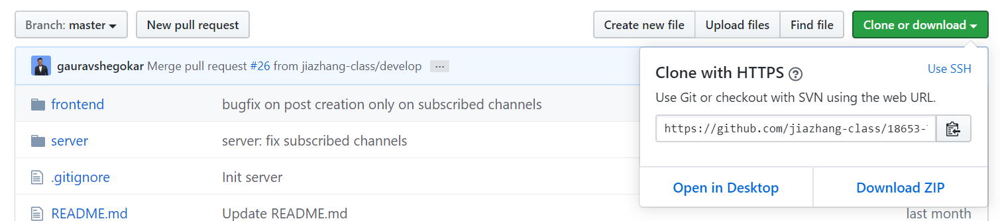 Branch: master
New pull request
Create new file
Upload files
Find file
Clone or download
gauravshegokar Merge pull request #26 from jiazhang-class/develop ...
Clone with HTTPS
Use SSH
Use Git or checkout with SVN using the web URL.
https://github.com/jiazhang-class/18653-
Open in Desktop
Download ZIP
frontend
bugfix on post creation only on subscribed channels
server
server: fix subscribed channels
.gitignore
Init server
README.md
Update README.md
last month